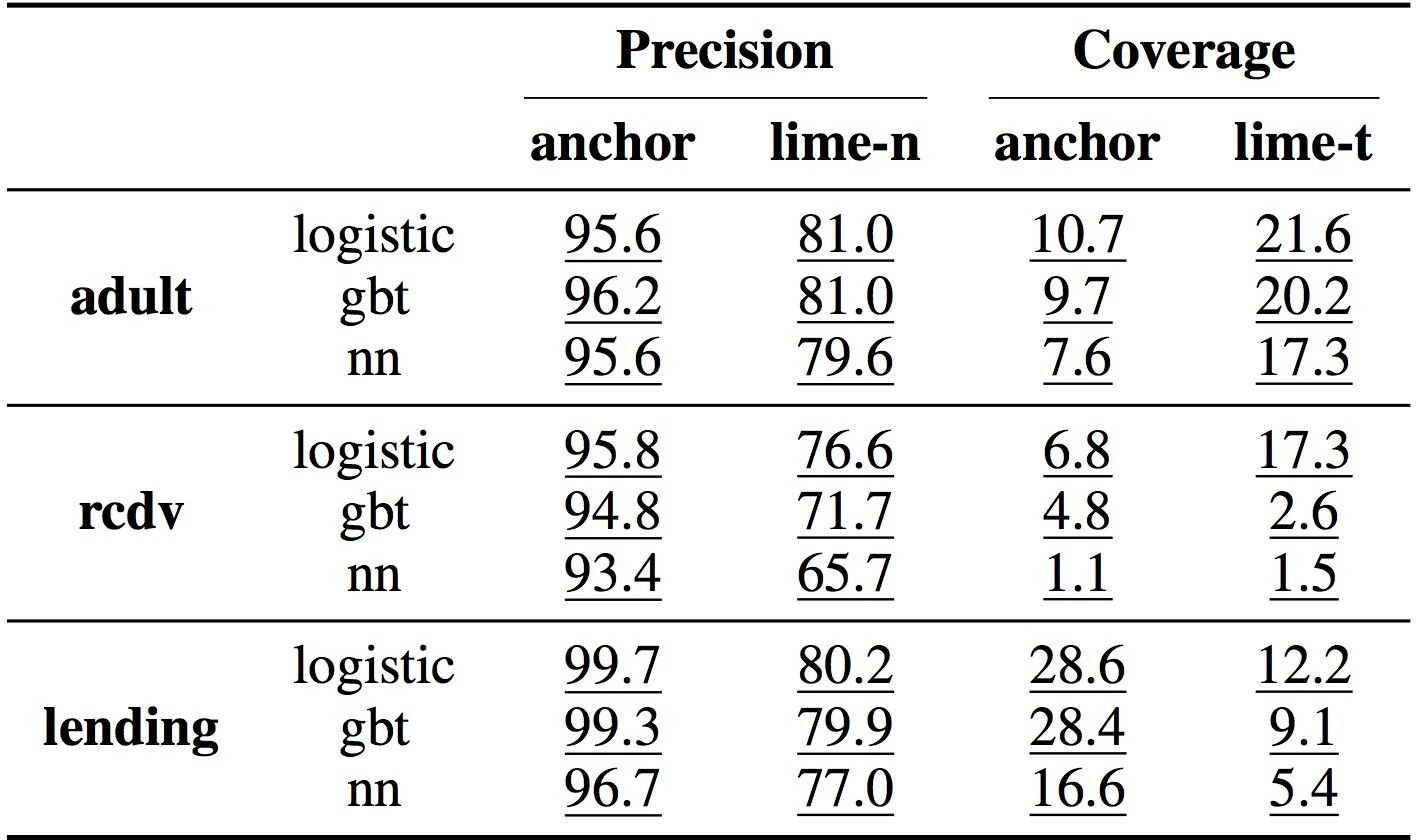 Precision Coverage
anchor lime-n anchor lime-t
logistic 95.6 81.0 10.7 21.6
adult gbt 96.2 81.0 9.7 20.2
nn 95.6 79.6 7.6 17.3
logistic 95.8 76.6 6.8 17.3
rcdv gbt 94.8 71.7 4.8 2.6
nn 93.4 65.7 1.1 1.5
logistic 99.7 80.2 28.6 12.2
lending gbt 99.3 79.9 28.4 9.1
nn 96.7 77.0 16.6 5.4